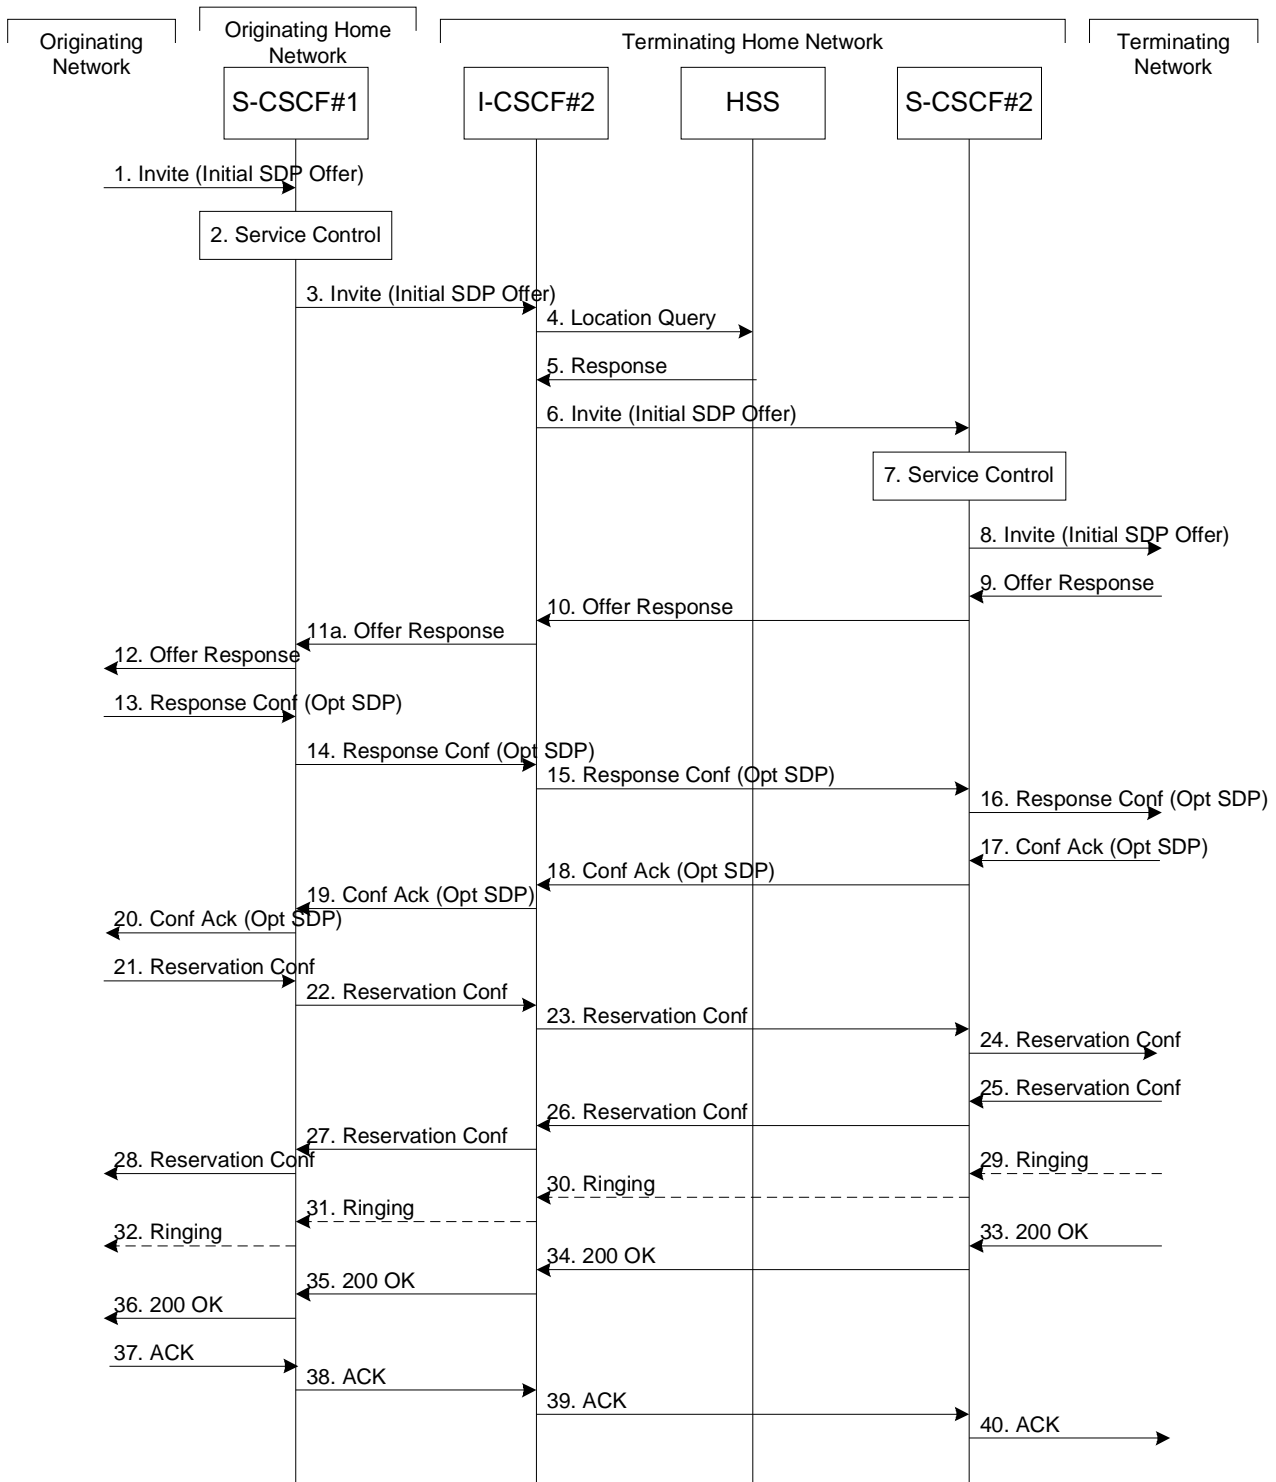 Originating
Network
Originating Home
Network
Terminating Home Network
Terminating
Network
S-CSCF#1
I-CSCF#2
HSS
S-CSCF#2
1. Invite (Initial SDP Offer)
2. Service Control
3. Invite (Initial SDP Offer)
4. Location Query
5. Response
6. Invite (Initial SDP Offer)
7. Service Control
8. Invite (Initial SDP Offer)
9. Offer Response
10. Offer Response
11a. Offer Response
12. Offer Response
13. Response Conf (Opt SDP)
14. Response Conf (Opt SDP)
15. Response Conf (Opt SDP)
16. Response Conf (Opt SDP)
17. Conf Ack (Opt SDP)
18. Conf Ack (Opt SDP)
19. Conf Ack (Opt SDP)
20. Conf Ack (Opt SDP)
21. Reservation Conf
22. Reservation Conf
23. Reservation Conf
24. Reservation Conf
25. Reservation Conf
26. Reservation Conf
27. Reservation Conf
28. Reservation Conf
29. Ringing
30. Ringing
31. Ringing
32. Ringing
33. 200 OK
34. 200 OK
35. 200 OK
36. 200 OK
37. ACK
38. ACK
39. ACK
40. ACK